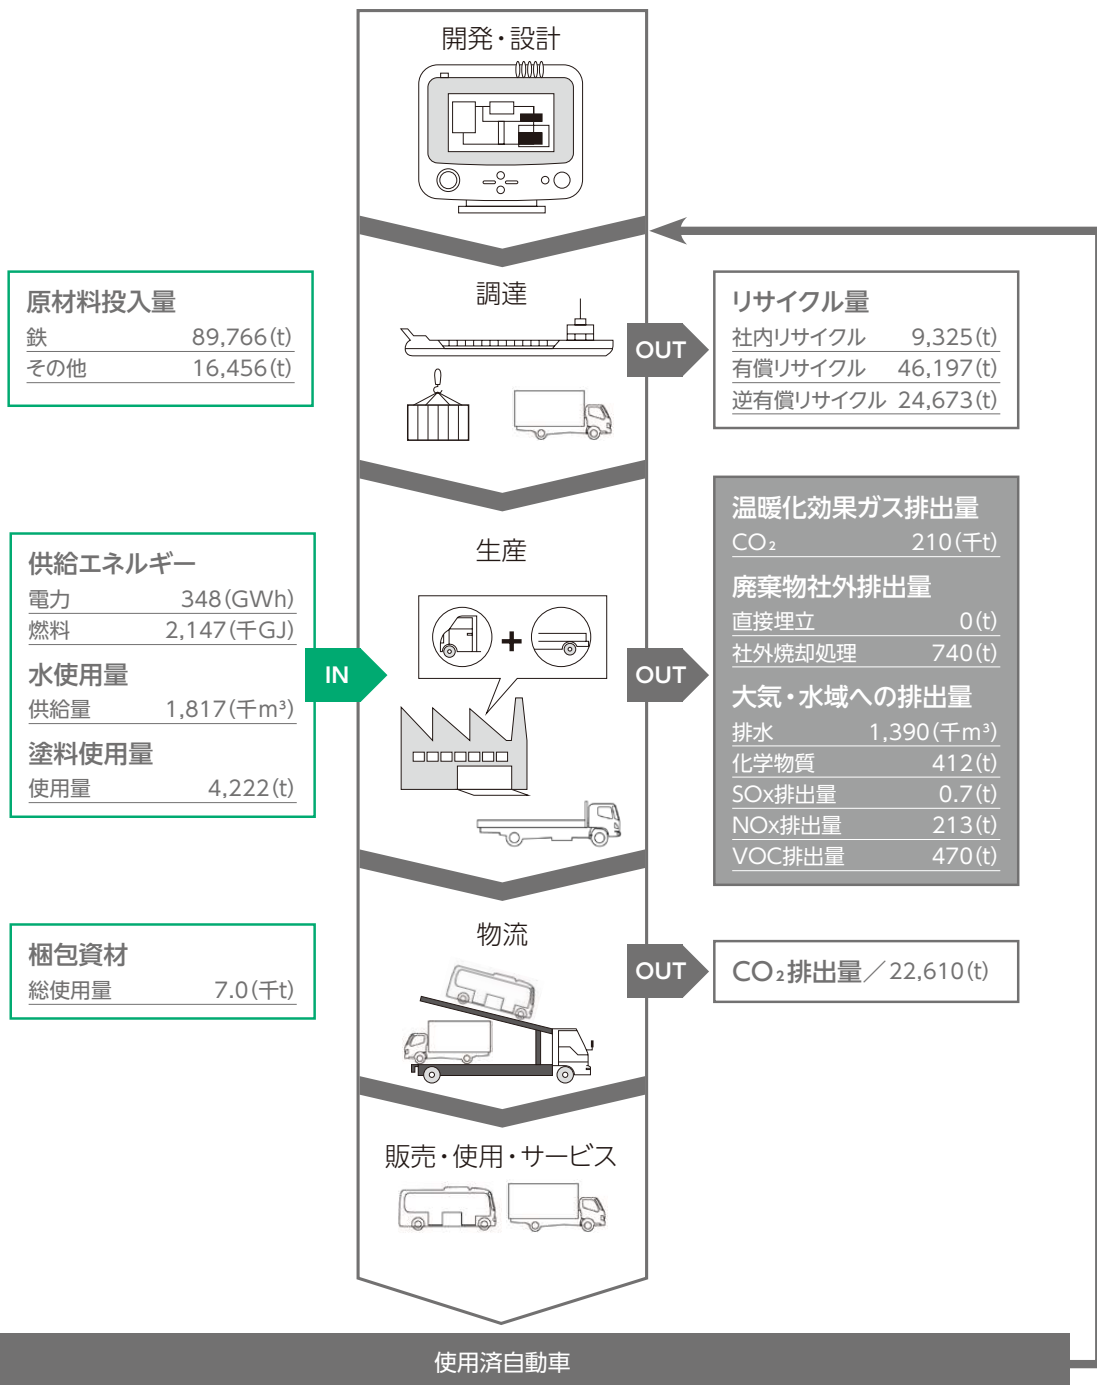 開発・設計
調達
原材料投入量
鉄 89,766(t)
その他 16,456(t)
OUT
リサイクル量
社内リサイクル 9,325(t)
有償リサイクル 46,197(t)
逆有償リサイクル 24,673(t)
生産
供給エネルギー
電力 348(GWh)
燃料 2,147(千GJ)
水使用量
供給量 1,817(千m³)
塗料使用量
使用量 4,222(t)
IN
OUT
温暖化効果ガス排出量
CO₂ 210(千t)
廃棄物社外排出量
直接埋立 0(t)
社外焼却処理 740(t)
大気・水域への排出量
排水 1,390(千m³)
化学物質 412(t)
SOx排出量 0.7(t)
NOx排出量 213(t)
VOC排出量 470(t)
物流
梱包資材
総使用量 7.0(千t)
OUT
CO₂排出量／22,610(t)
販売・使用・サービス
使用済自動車